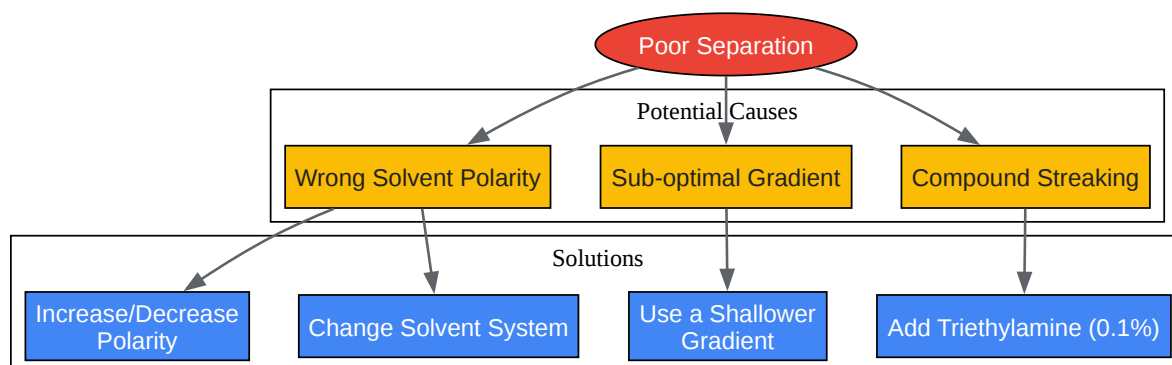 Poor Separation
Potential Causes
Wrong Solvent Polarity
Sub-optimal Gradient
Compound Streaking
Solutions
Increase/Decrease
Polarity
Change Solvent System
Use a Shallower
Gradient
Add Triethylamine (0.1%)